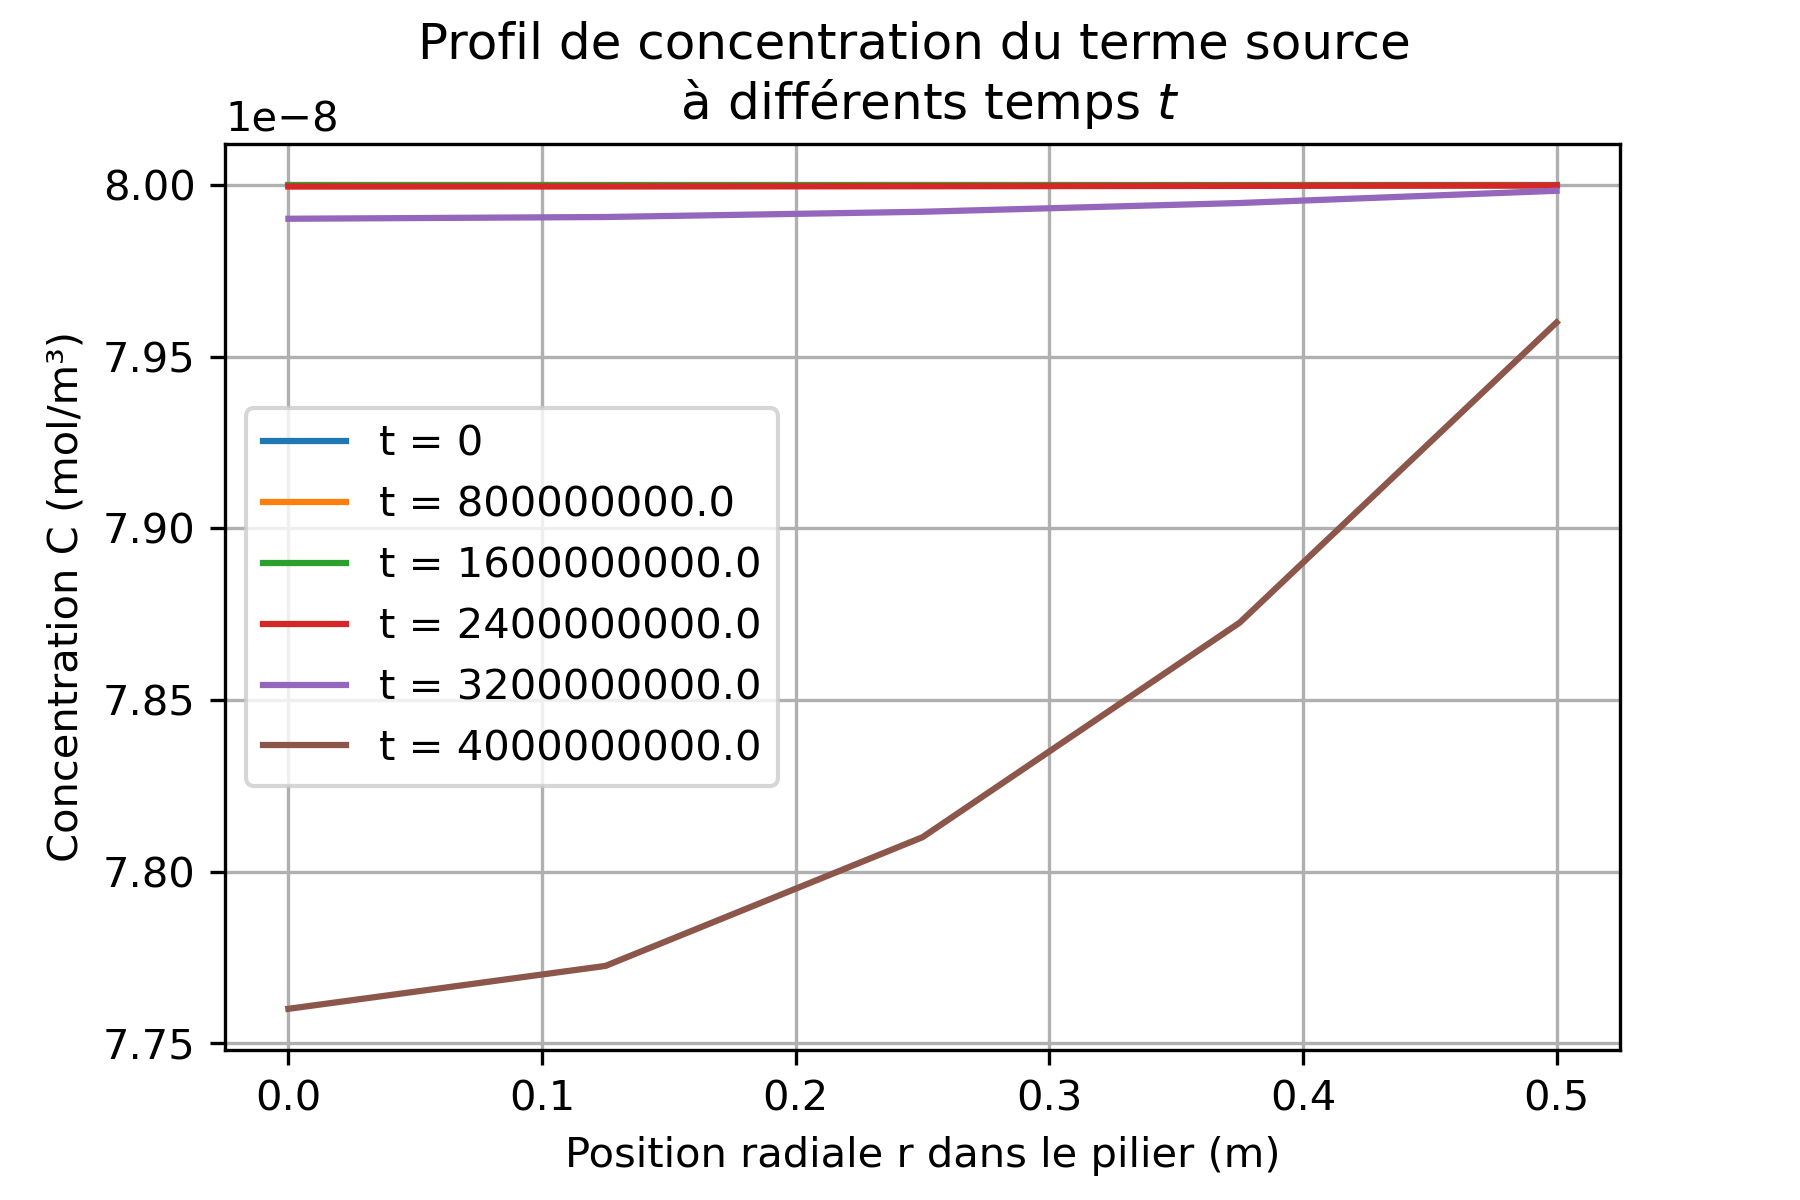 Profil de concentration du terme source
à différents temps t
1e−8
8.00
7.95
7.90
7.85
7.80
7.75
Concentration C (mol/m³)
t = 0
t = 800000000.0
t = 1600000000.0
t = 2400000000.0
t = 3200000000.0
t = 4000000000.0
0.0 0.1 0.2 0.3 0.4 0.5
Position radiale r dans le pilier (m)